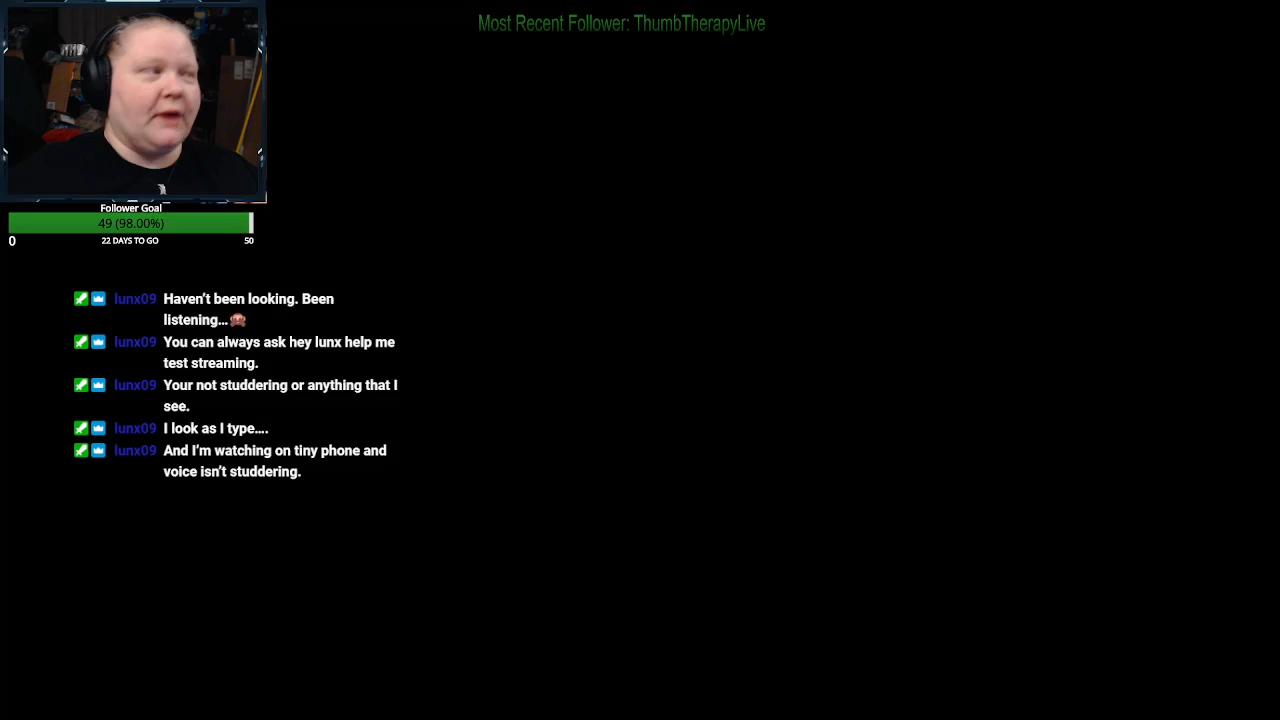 Most Recent Follower: ThumbTherapyLive
Follower Goal
49 (98.00%)
0 22 DAYS TO GO 50
lunx09 Haven't been looking. Been
listening...
lunx09 You can always ask hey lunx help me
test streaming.
lunx09 Your not studdering or anything that I
see.
lunx09 I look as I type....
lunx09 And I'm watching on tiny phone and
voice isn't studdering.